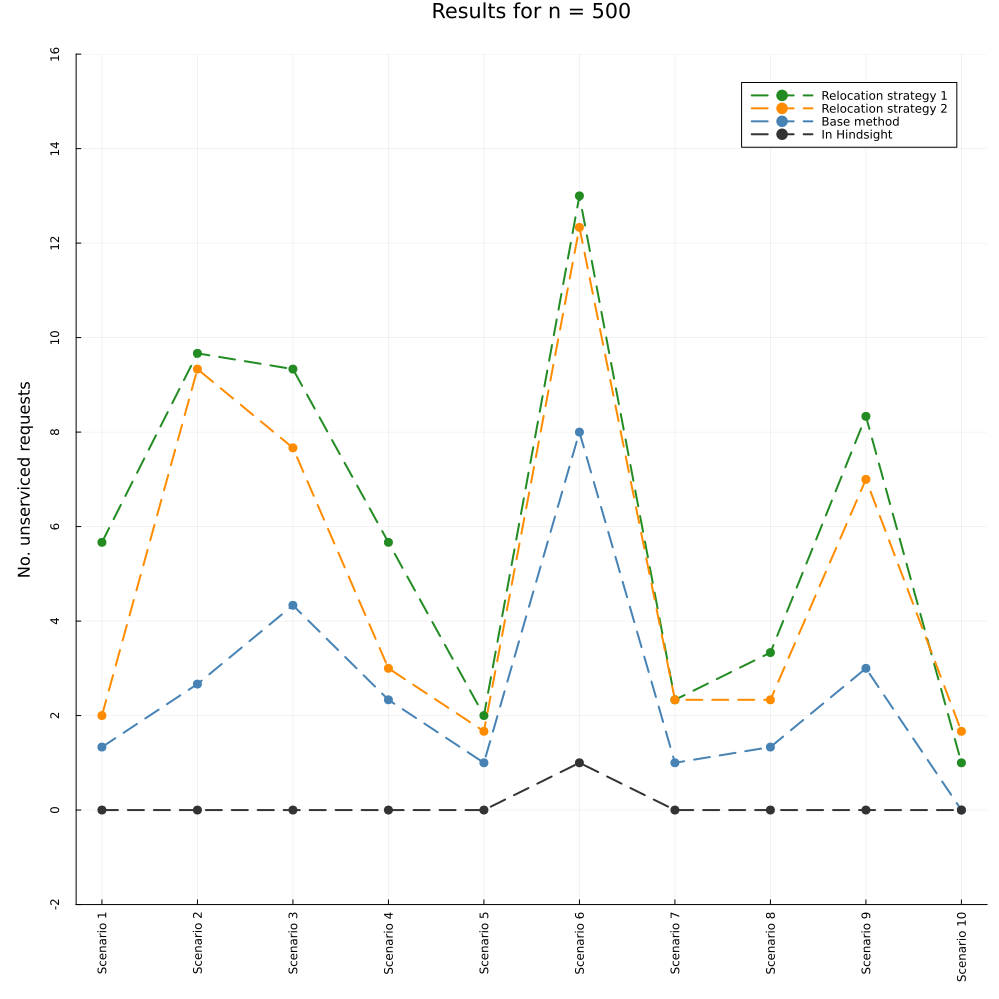 Results for n = 500
No. unserviced requests
16
14
12
10
8
6
4
2
0
-2
Relocation strategy 1
Relocation strategy 2
Base method
In Hindsight
Scenario 1
Scenario 2
Scenario 3
Scenario 4
Scenario 5
Scenario 6
Scenario 7
Scenario 8
Scenario 9
Scenario 10